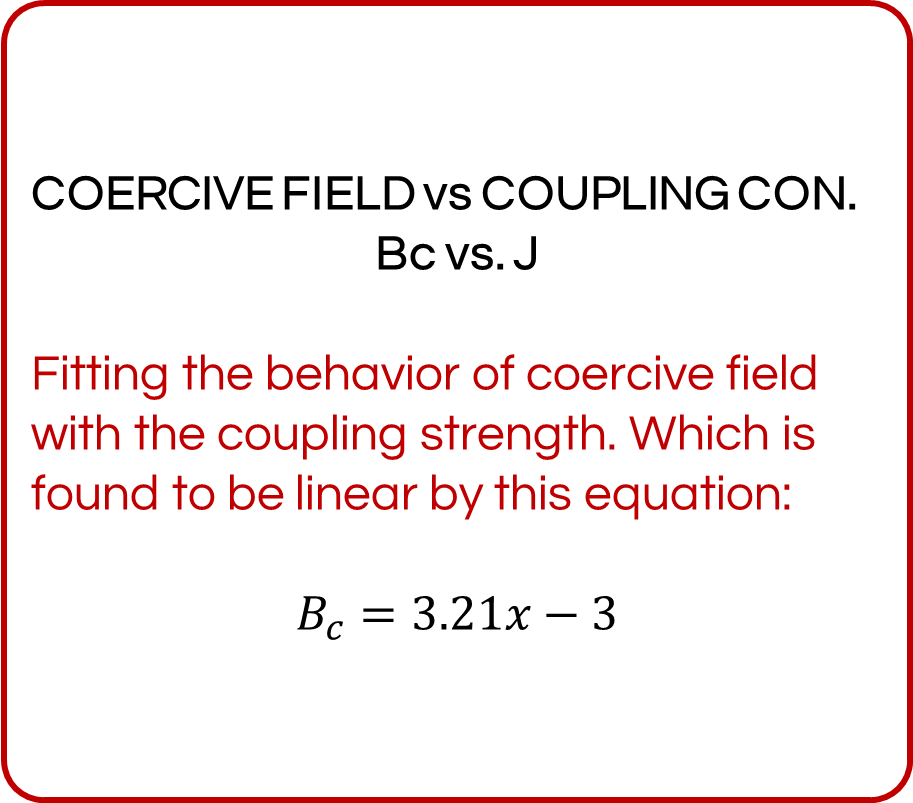 COERCIVE FIELD vs COUPLING CON.
Bc vs. J
Fitting the behavior of coercive field
with the coupling strength. Which is
found to be linear by this equation:
B_c = 3.21x − 3